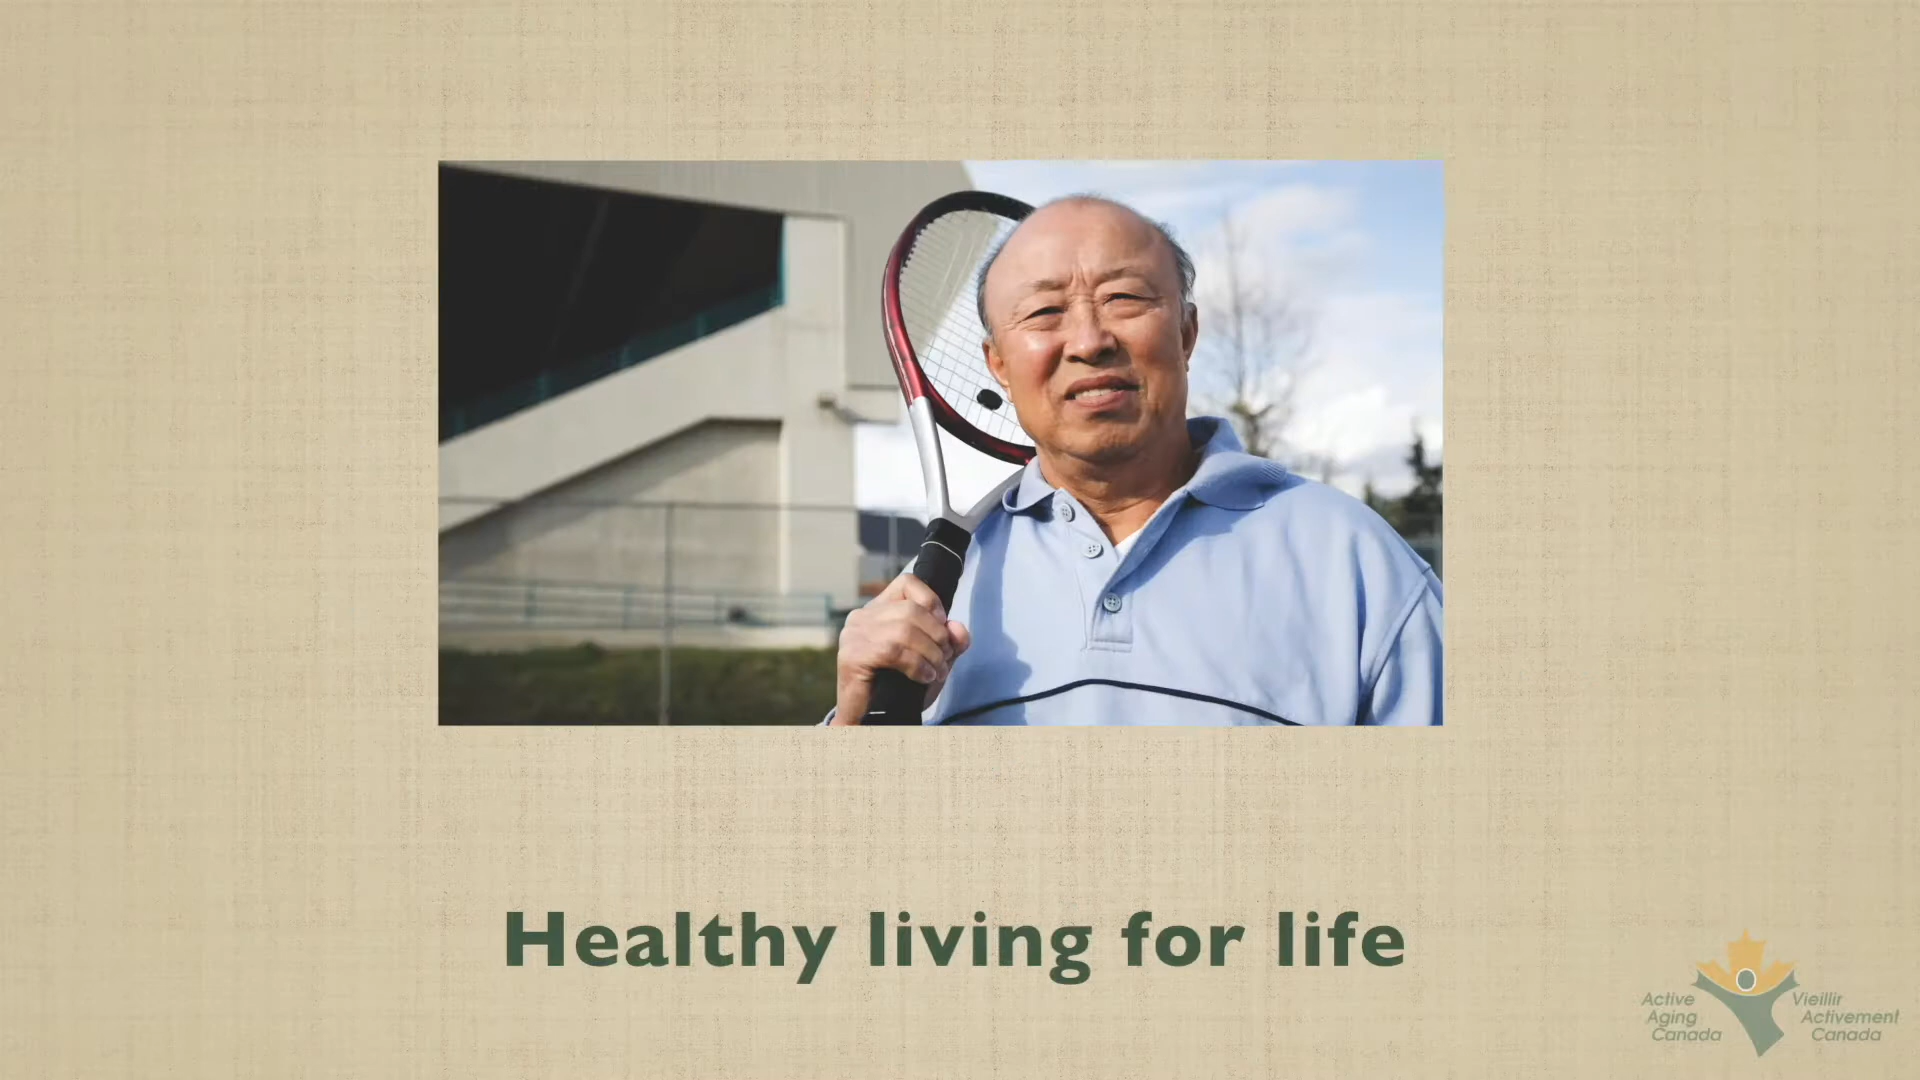 Healthy living for life
Active
Aging
Canada
Vieillir
Activement
Canada